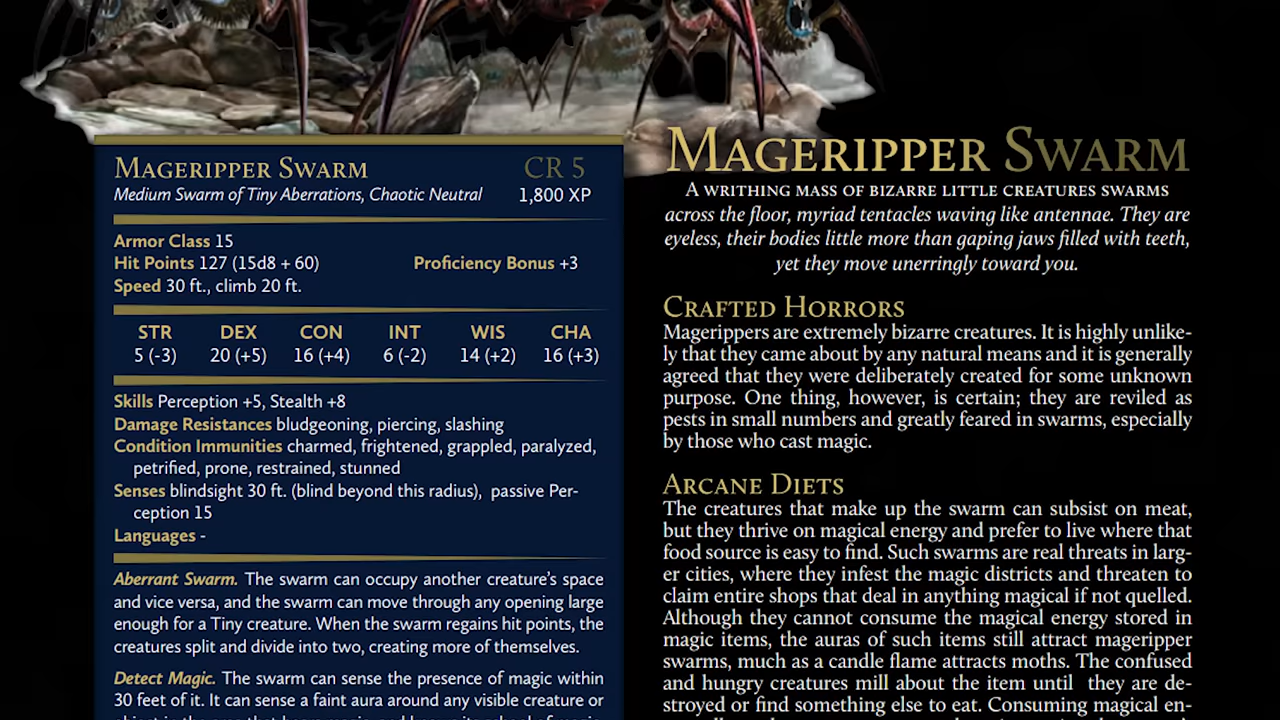 Magerippper Swarm CR 5
Medium Swarm of Tiny Aberrations, Chaotic Neutral 1,800 XP
Armor Class 15
Hit Points 127 (15d8 + 60) Proficiency Bonus +3
Speed 30 ft., climb 20 ft.
STR DEX CON INT WIS CHA
5 (-3) 20 (+5) 16 (+4) 6 (-2) 14 (+2) 16 (+3)
Skills Perception +5, Stealth +8
Damage Resistances bludgeoning, piercing, slashing
Condition Immunities charmed, frightened, grappled, paralyzed,
petrified, prone, restrained, stunned
Senses blindsight 30 ft. (blind beyond this radius), passive Per-
ception 15
Languages -
Aberrant Swarm. The swarm can occupy another creature's space
and vice versa, and the swarm can move through any opening large
enough for a Tiny creature. When the swarm regains hit points, the
creatures split and divide into two, creating more of themselves.
Detect Magic. The swarm can sense the presence of magic within
30 feet of it. It can sense a faint aura around any visible creature or
Mageripper Swarm
A writhing mass of bizarre little creatures swarms
across the floor, myriad tentacles waving like antennae. They are
eyeless, their bodies little more than gaping jaws filled with teeth,
yet they move unerringly toward you.
Crafted Horrors
Magerippers are extremely bizarre creatures. It is highly unlike-
ly that they came about by any natural means and it is generally
agreed that they were deliberately created for some unknown
purpose. One thing, however, is certain; they are reviled as
pests in small numbers and greatly feared in swarms, especially
by those who cast magic.
Arcane Diets
The creatures that make up the swarm can subsist on meat,
but they thrive on magical energy and prefer to live where that
food source is easy to find. Such swarms are real threats in larg-
er cities, where they infest the magic districts and threaten to
claim entire shops that deal in anything magical if not quelled.
Although they cannot consume the magical energy stored in
magic items, the auras of such items still attract mageripper
swarms, much as a candle flame attracts moths. The confused
and hungry creatures mill about the item until they are de-
stroyed or find something else to eat. Consuming magical en-